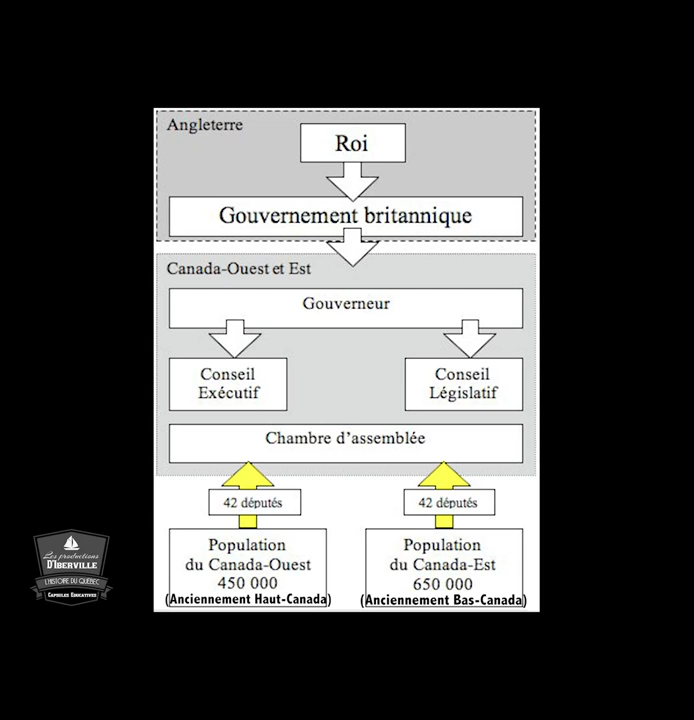 Angleterre
Roi
Gouvernement britannique
Canada-Ouest et Est
Gouverneur
Conseil
Exécutif
Conseil
Législatif
Chambre d'assemblée
42 députés
42 députés
Population
du Canada-Ouest
450 000
(Anciennement Haut-Canada)
Population
du Canada-Est
650 000
(Anciennement Bas-Canada)
Les productions
D'IBERVILLE
L'HISTOIRE DU QUÉBEC
CAPSULES EDUCATIVES